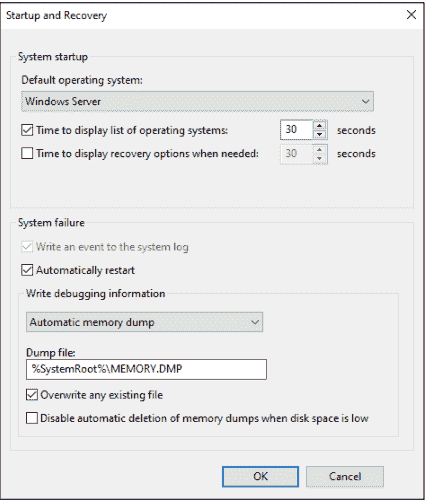 Startup and Recovery
System startup
Default operating system:
Windows Server
Time to display list of operating systems: 30 seconds
Time to display recovery options when needed: 30 seconds
System failure
Write an event to the system log
Automatically restart
Write debugging information
Automatic memory dump
Dump file:
%SystemRoot%\MEMORY.DMP
Overwrite any existing file
Disable automatic deletion of memory dumps when disk space is low
OK Cancel